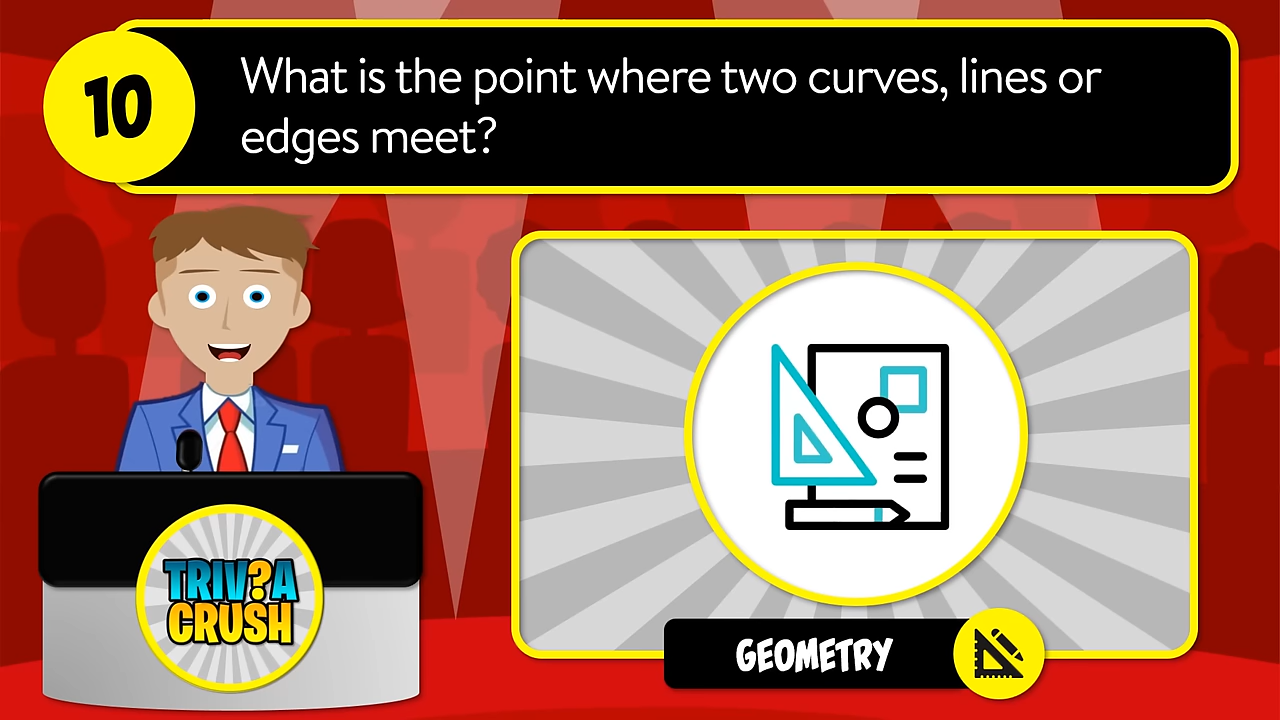 10
What is the point where two curves, lines or
edges meet?
TRIV?A
CRUSH
GEOMETRY